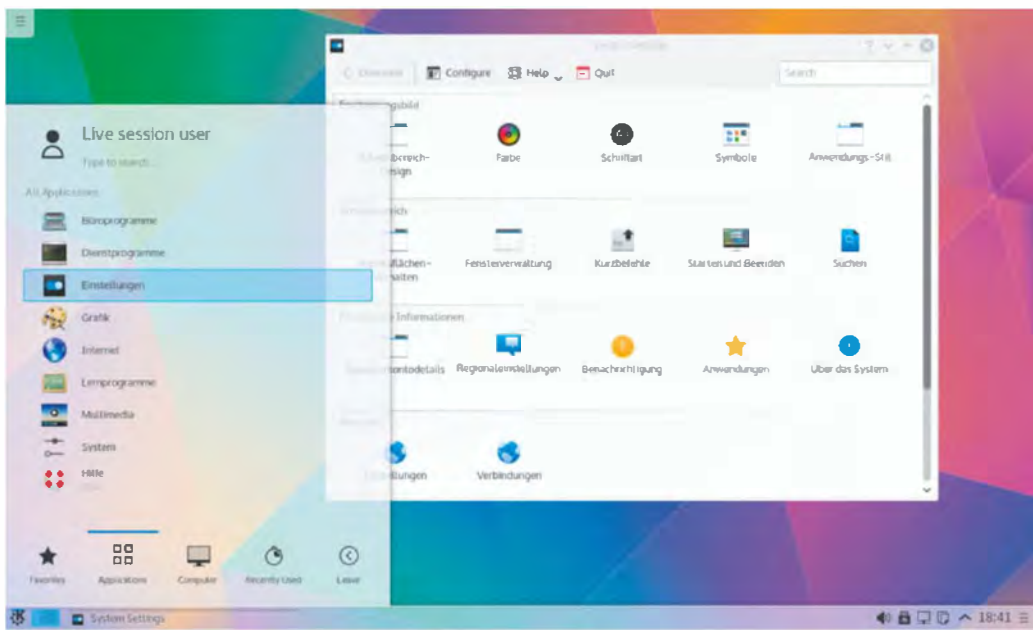 Configure
Help
Quit
Search
Live session user
Type to search...
All Applications
Büroprogramme
Dienstprogramme
Einstellungen
Grafik
Internet
Lernprogramme
Multimedia
System
Hilfe
Favorites
Applications
Computer
Recently Used
Leave
Farbe
Schriftart
Symbole
Anwendungs-Stil
Fensterverwaltung
Kurzbefehle
Starten und Beenden
Suchen
Informationen
Regionaleinstellungen
Benachrichtigung
Anwendungen
Über das System
Verbindungen
System Settings
18:41